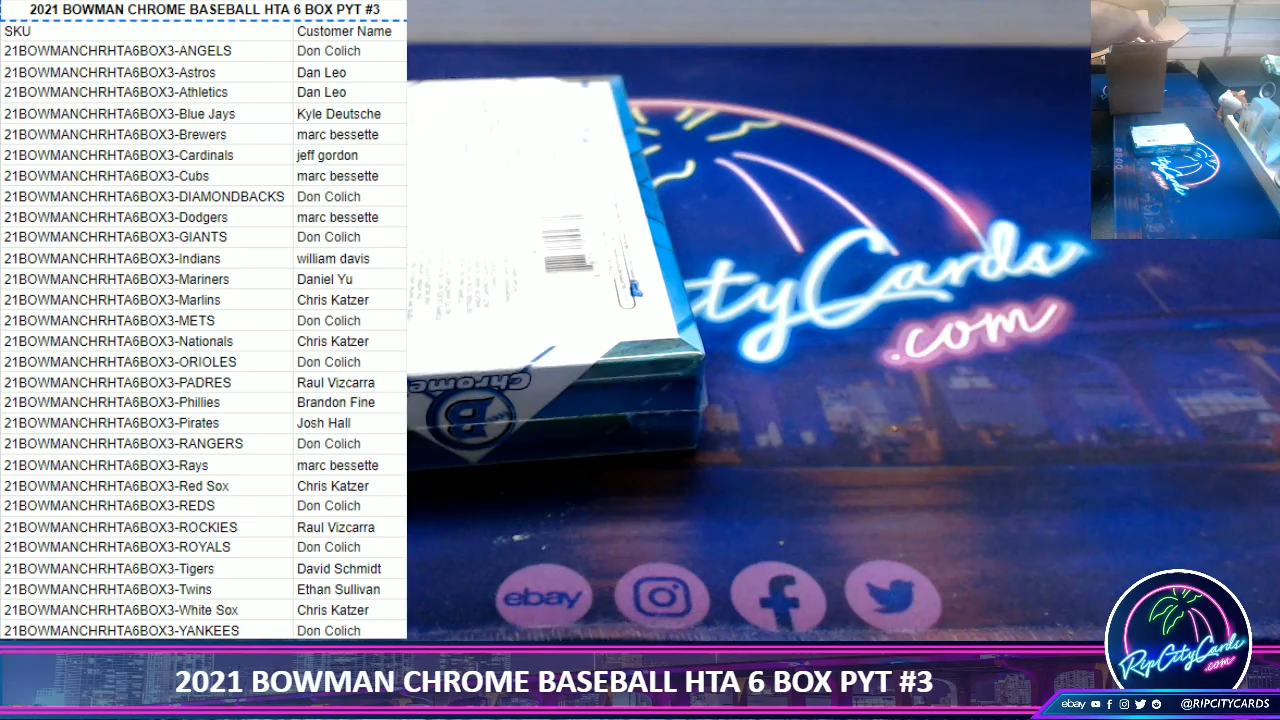 2021 BOWMAN CHROME BASEBALL HTA 6 BOX PYT #3
SKU Customer Name
21BOWMANCHRHTA6BOX3-ANGELS Don Colich
21BOWMANCHRHTA6BOX3-Astros Dan Leo
21BOWMANCHRHTA6BOX3-Athletics Dan Leo
21BOWMANCHRHTA6BOX3-Blue Jays Kyle Deutsche
21BOWMANCHRHTA6BOX3-Brewers marc bessette
21BOWMANCHRHTA6BOX3-Cardinals jeff gordon
21BOWMANCHRHTA6BOX3-Cubs marc bessette
21BOWMANCHRHTA6BOX3-DIAMONDBACKS Don Colich
21BOWMANCHRHTA6BOX3-Dodgers marc bessette
21BOWMANCHRHTA6BOX3-GIANTS Don Colich
21BOWMANCHRHTA6BOX3-Indians william davis
21BOWMANCHRHTA6BOX3-Mariners Daniel Yu
21BOWMANCHRHTA6BOX3-Marlins Chris Katzer
21BOWMANCHRHTA6BOX3-METS Don Colich
21BOWMANCHRHTA6BOX3-Nationals Chris Katzer
21BOWMANCHRHTA6BOX3-ORIOLES Don Colich
21BOWMANCHRHTA6BOX3-PADRES Raul Vizcarra
21BOWMANCHRHTA6BOX3-Phillies Brandon Fine
21BOWMANCHRHTA6BOX3-Pirates Josh Hall
21BOWMANCHRHTA6BOX3-RANGERS Don Colich
21BOWMANCHRHTA6BOX3-Rays marc bessette
21BOWMANCHRHTA6BOX3-Red Sox Chris Katzer
21BOWMANCHRHTA6BOX3-REDS Don Colich
21BOWMANCHRHTA6BOX3-ROCKIES Raul Vizcarra
21BOWMANCHRHTA6BOX3-ROYALS Don Colich
21BOWMANCHRHTA6BOX3-Tigers David Schmidt
21BOWMANCHRHTA6BOX3-Twins Ethan Sullivan
21BOWMANCHRHTA6BOX3-White Sox Chris Katzer
21BOWMANCHRHTA6BOX3-YANKEES Don Colich
tyCards
.com
Chrome
B
ebay
2021 BOWMAN CHROME BASEBALL HTA 6 BOX PYT #3
RipCityCards
.com
ebay @RIPCITYCARDS